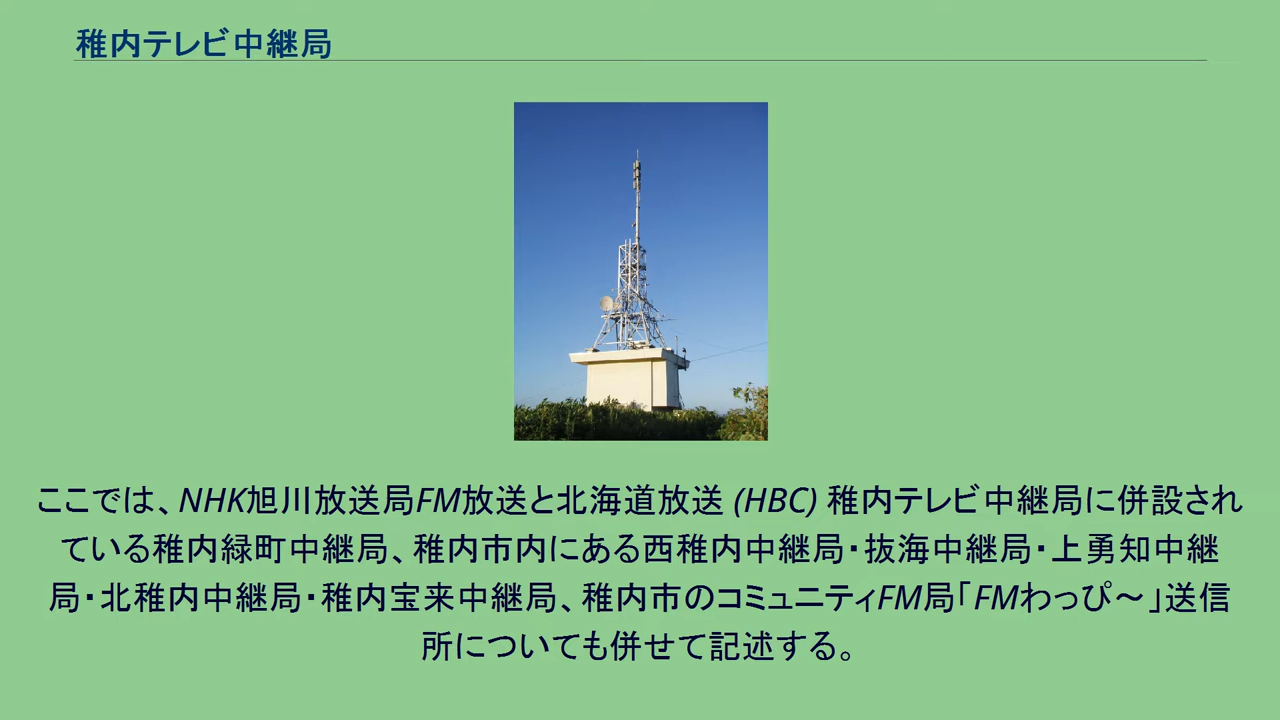 稚内テレビ中継局
ここでは、NHK旭川放送局FM放送と北海道放送 (HBC) 稚内テレビ中継局に併設され
ている稚内緑町中継局、稚内市内にある西稚内中継局・抜海中継局・上勇知中継
局・北稚内中継局・稚内宝来中継局、稚内市のコミュニティFM局「FMわっぴ〜」送信
所についても併せて記述する。